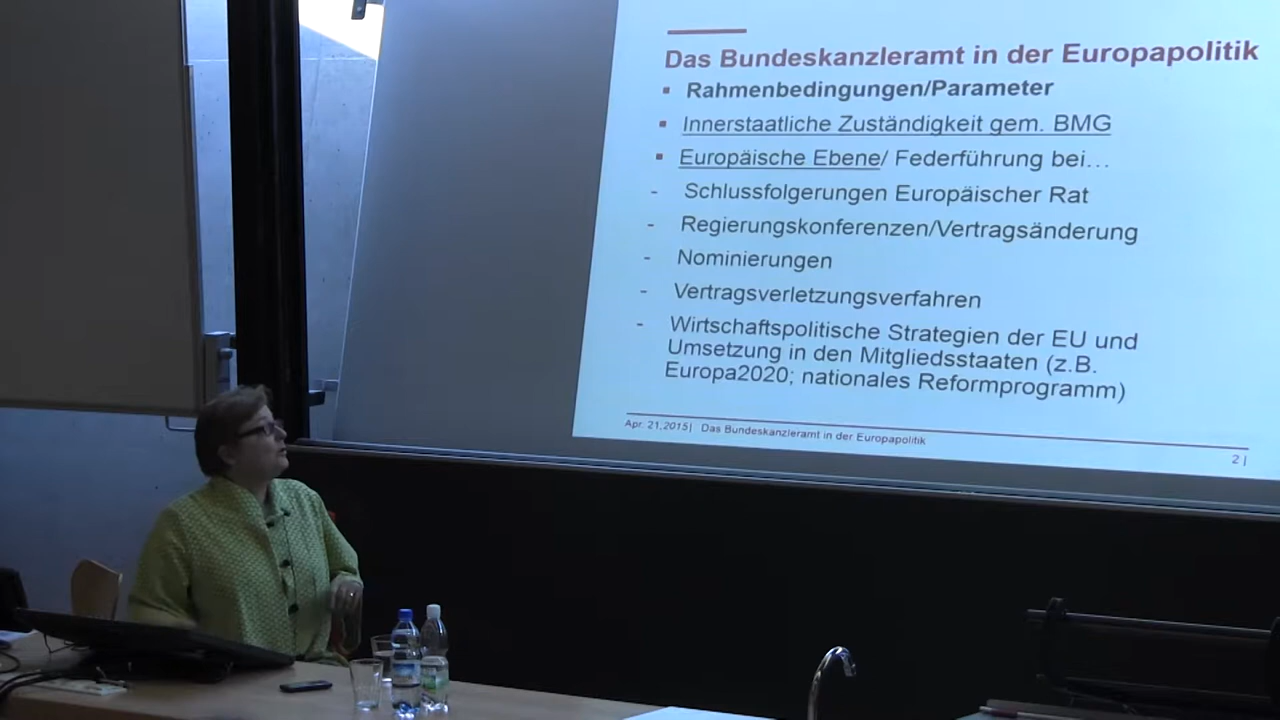 Das Bundeskanzleramt in der Europapolitik
▪ Rahmenbedingungen/Parameter
▪ Innerstaatliche Zuständigkeit gem. BMG
▪ Europäische Ebene/ Federführung bei…
- Schlussfolgerungen Europäischer Rat
- Regierungskonferenzen/Vertragsänderung
- Nominierungen
- Vertragsverletzungsverfahren
- Wirtschaftspolitische Strategien der EU und
Umsetzung in den Mitgliedsstaaten (z.B.
Europa2020; nationales Reformprogramm)
Apr. 21,2015| Das Bundeskanzleramt in der Europapolitik
2 |